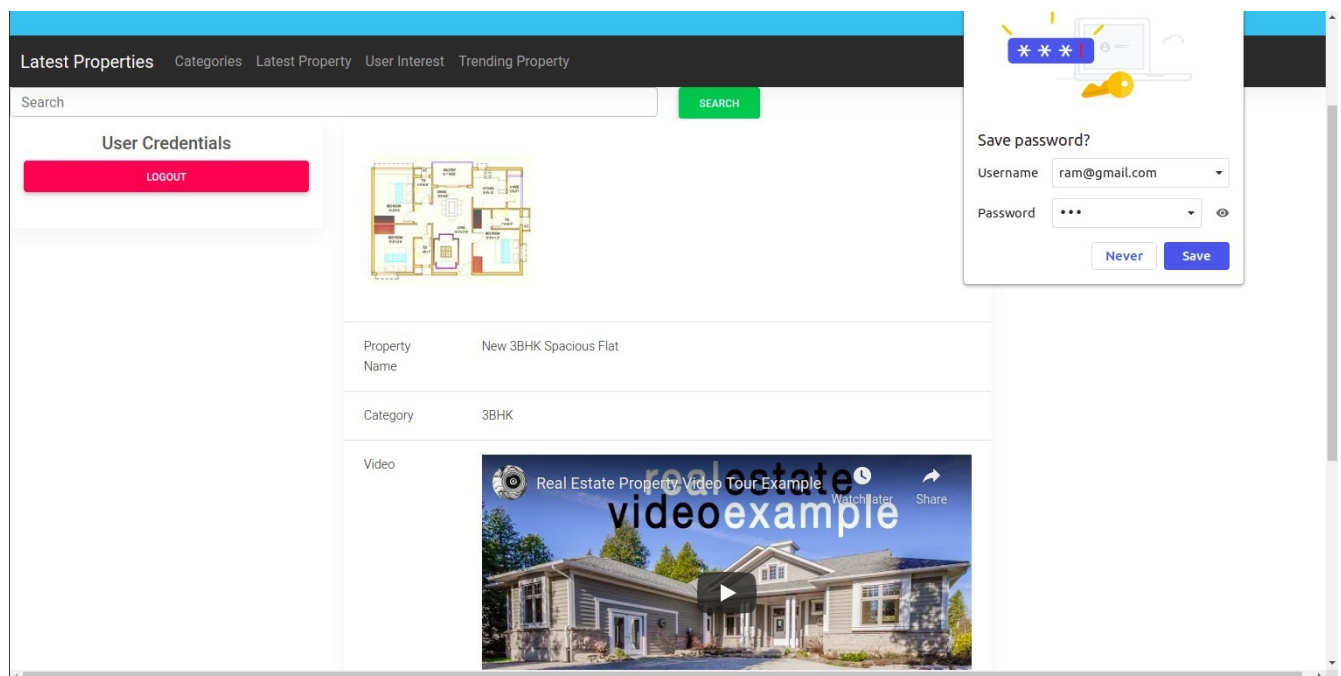 Latest Properties Categories Latest Property User Interest Trending Property
Search
SEARCH
User Credentials
LOGOUT
***
Save password?
Username ram@gmail.com
Password •••
Never Save
Property
Name
New 3BHK Spacious Flat
Category 3BHK
Video
Real Estate Property Video Tour Example
Watch later Share
real estate
video example